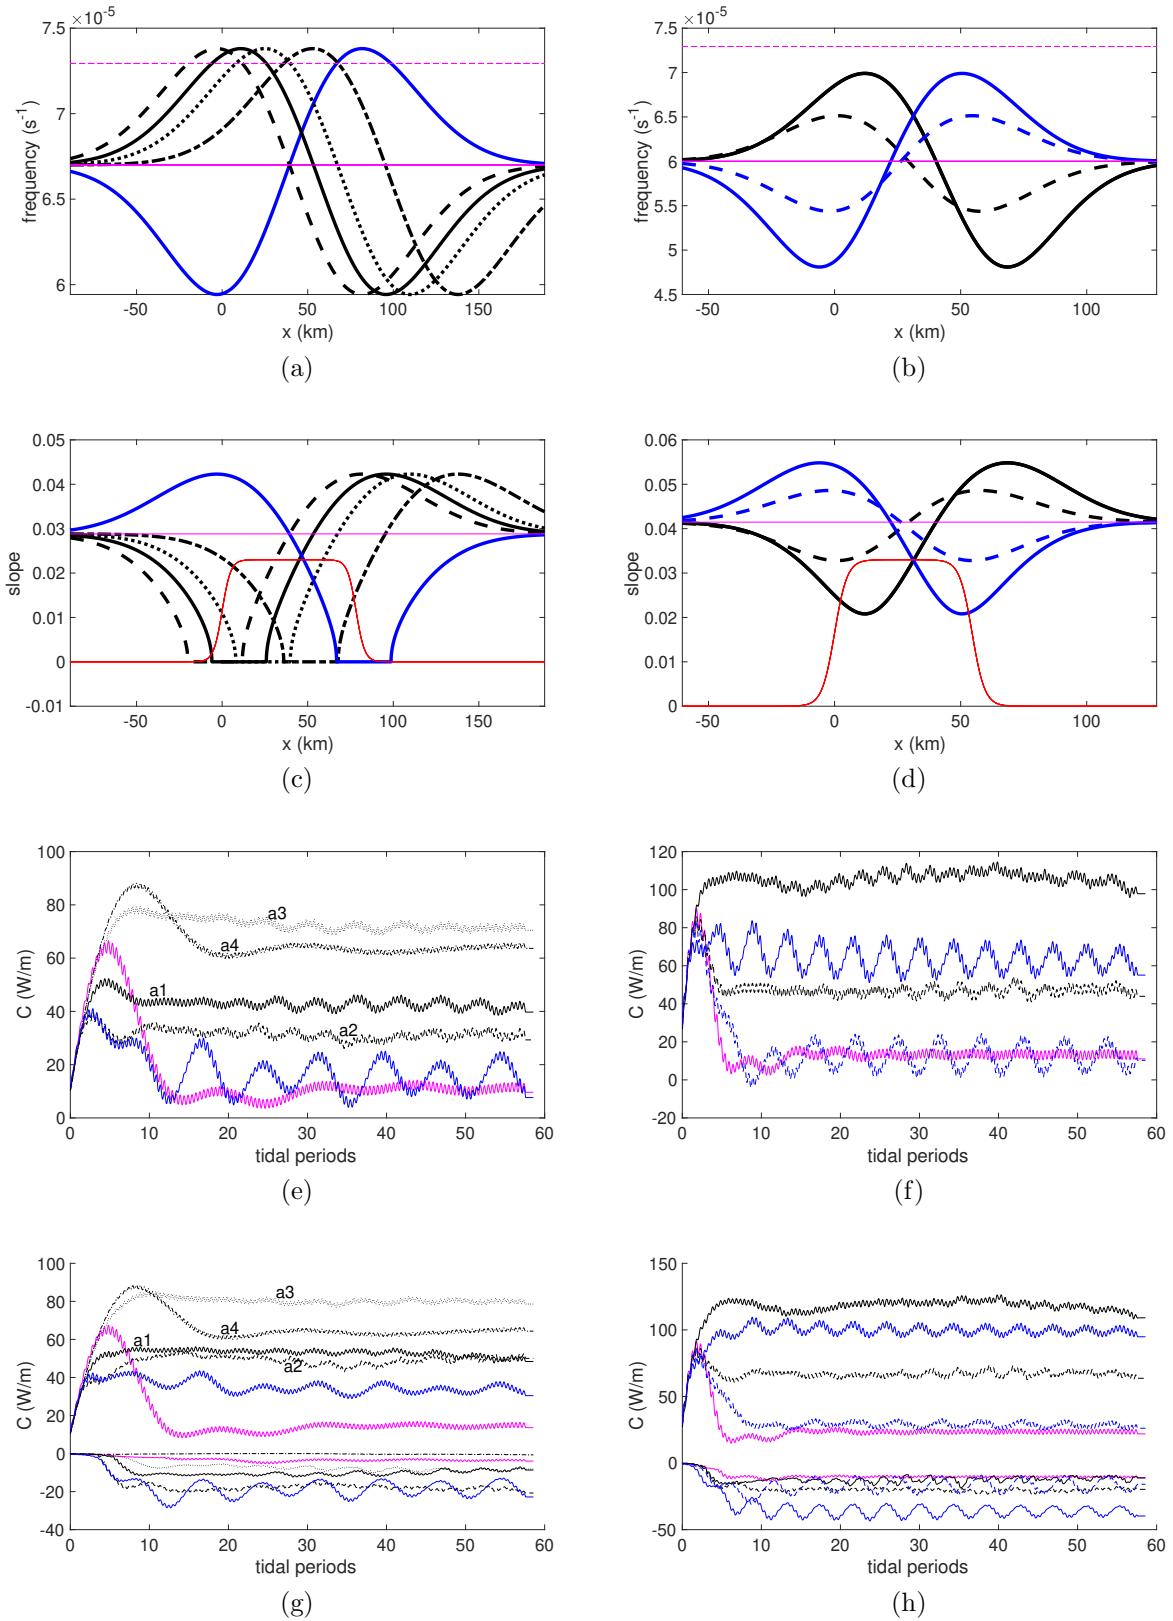 ×10⁻⁵
7.5
7
6.5
6
frequency (s⁻¹)
-50 0 50 100 150
x (km)
(a)
×10⁻⁵
7.5
7
6.5
6
5.5
5
4.5
frequency (s⁻¹)
-50 0 50 100
x (km)
(b)
0.05
0.04
0.03
0.02
0.01
0
-0.01
slope
-50 0 50 100 150
x (km)
(c)
0.06
0.05
0.04
0.03
0.02
0.01
0
slope
-50 0 50 100
x (km)
(d)
100
80
60
40
20
0
C (W/m)
a3
a4
a1
a2
0 10 20 30 40 50 60
tidal periods
(e)
120
100
80
60
40
20
0
-20
C (W/m)
0 10 20 30 40 50 60
tidal periods
(f)
100
80
60
40
20
0
-20
-40
C (W/m)
a3
a4
a1
a2
0 10 20 30 40 50 60
tidal periods
(g)
150
100
50
0
-50
C (W/m)
0 10 20 30 40 50 60
tidal periods
(h)